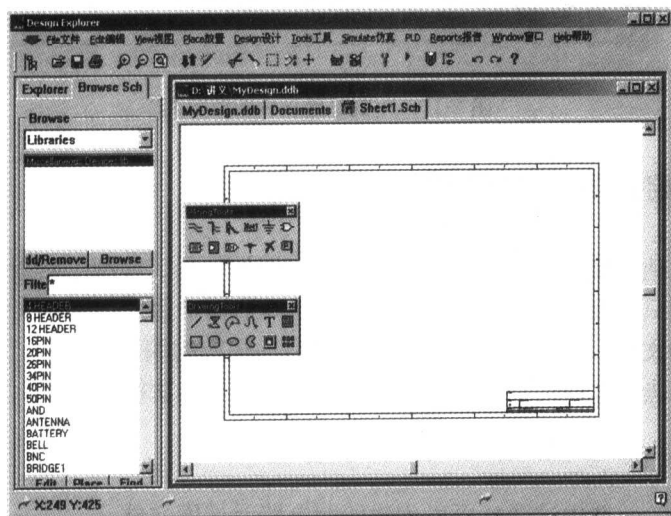 Design Explorer
File文件 Edit编辑 View视图 Place放置 Design设计 Tools工具 Simulate仿真 PLD Reports报告 Window窗口 Help帮助
Explorer Browse Sch
D:\讲义\MyDesign.ddb
MyDesign.ddb Documents Sheet1.Sch
Browse
Libraries
dd/Remove Browse
Filte *
4 HEADER
8 HEADER
12 HEADER
16PIN
20PIN
26PIN
34PIN
40PIN
50PIN
AND
ANTENNA
BATTERY
BELL
BNC
BRIDGE1
Edit Place Find
X:249 Y:425